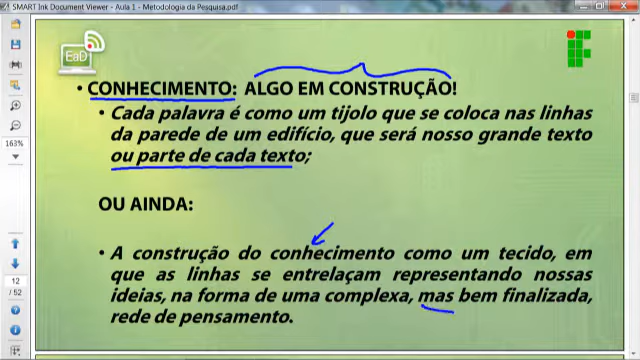 SMART Ink Document Viewer - Aula 1 - Metodologia da Pesquisa.pdf
EaD
• CONHECIMENTO: ALGO EM CONSTRUÇÃO!
• Cada palavra é como um tijolo que se coloca nas linhas
da parede de um edifício, que será nosso grande texto
ou parte de cada texto;
OU AINDA:
• A construção do conhecimento como um tecido, em
que as linhas se entrelaçam representando nossas
ideias, na forma de uma complexa, mas bem finalizada,
rede de pensamento.
163%
12
/ 52